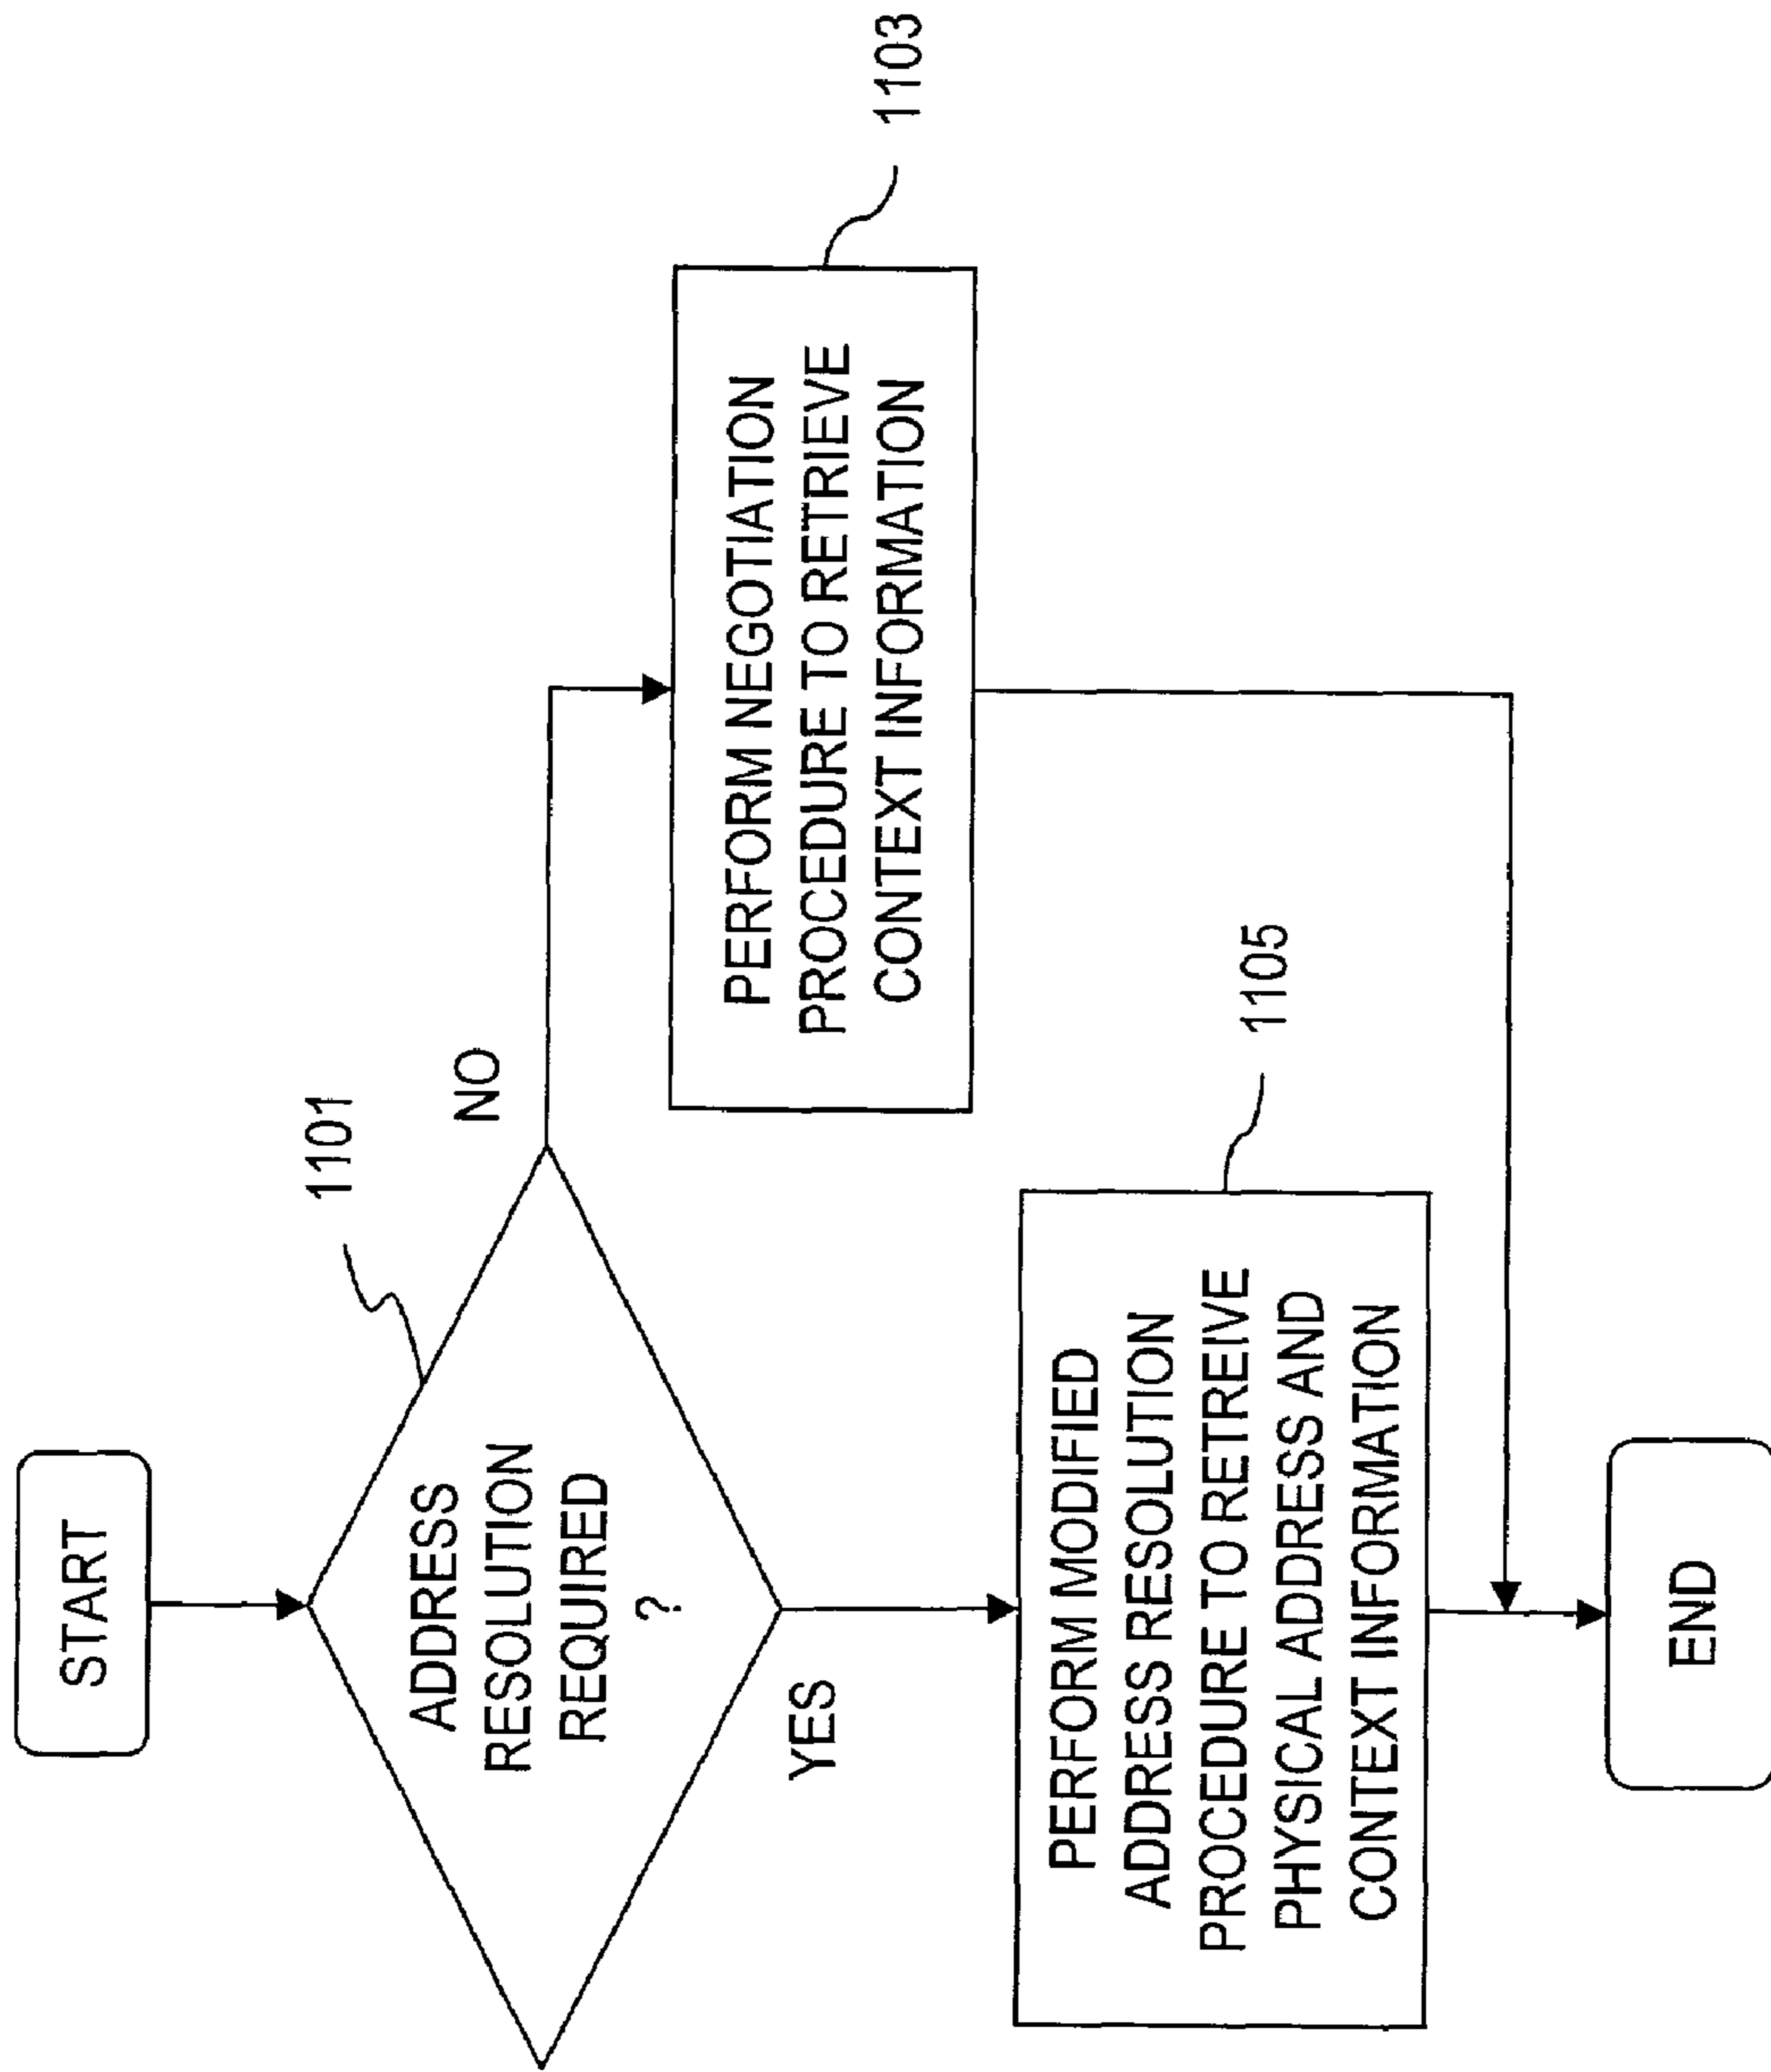 START
1101
ADDRESS
RESOLUTION
REQUIRED
?
NO
YES
PERFORM NEGOTIATION
PROCEDURE TO RETRIEVE
CONTEXT INFORMATION
1103
PERFORM MODIFIED
ADDRESS RESOLUTION
PROCEDURE TO RETREIVE
PHYSICAL ADDRESS AND
CONTEXT INFORMATION
1105
END